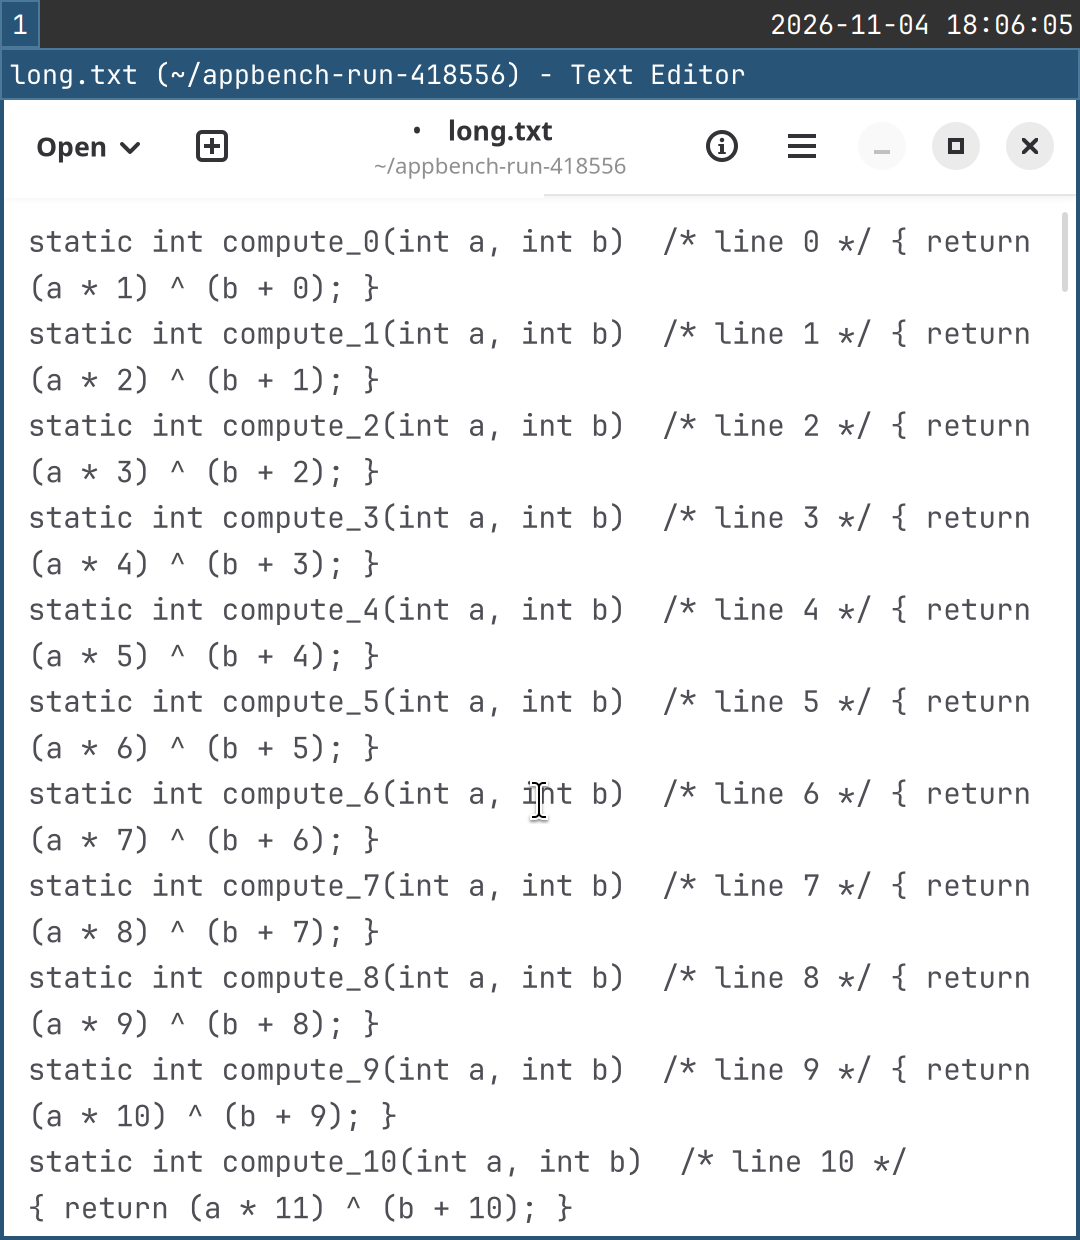 1
2026-11-04 18:06:05
long.txt (~/appbench-run-418556) - Text Editor
Open
• long.txt
~/appbench-run-418556
static int compute_0(int a, int b)  /* line 0 */ { return
(a * 1) ^ (b + 0); }
static int compute_1(int a, int b)  /* line 1 */ { return
(a * 2) ^ (b + 1); }
static int compute_2(int a, int b)  /* line 2 */ { return
(a * 3) ^ (b + 2); }
static int compute_3(int a, int b)  /* line 3 */ { return
(a * 4) ^ (b + 3); }
static int compute_4(int a, int b)  /* line 4 */ { return
(a * 5) ^ (b + 4); }
static int compute_5(int a, int b)  /* line 5 */ { return
(a * 6) ^ (b + 5); }
static int compute_6(int a, int b)  /* line 6 */ { return
(a * 7) ^ (b + 6); }
static int compute_7(int a, int b)  /* line 7 */ { return
(a * 8) ^ (b + 7); }
static int compute_8(int a, int b)  /* line 8 */ { return
(a * 9) ^ (b + 8); }
static int compute_9(int a, int b)  /* line 9 */ { return
(a * 10) ^ (b + 9); }
static int compute_10(int a, int b)  /* line 10 */
{ return (a * 11) ^ (b + 10); }